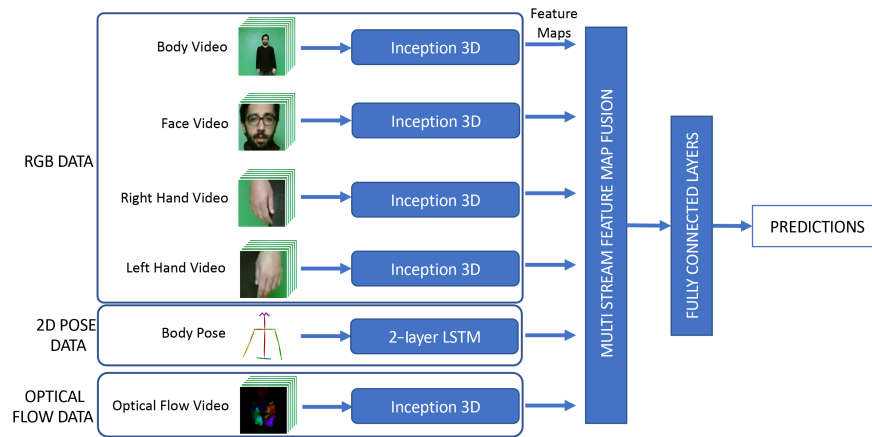 Body Video
Inception 3D
Feature
Maps
Face Video
Inception 3D
RGB DATA
Right Hand Video
Inception 3D
Left Hand Video
Inception 3D
2D POSE
DATA
Body Pose
2-layer LSTM
OPTICAL
FLOW DATA
Optical Flow Video
Inception 3D
MULTI STREAM FEATURE MAP FUSION
FULLY CONNECTED LAYERS
PREDICTIONS